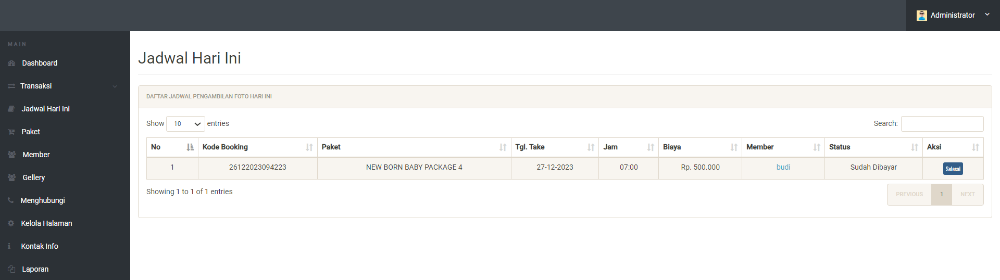 Administrator
MAIN
Dashboard
Transaksi
Jadwal Hari Ini
Paket
Member
Gellery
Menghubungi
Kelola Halaman
Kontak Info
Laporan
Jadwal Hari Ini
DAFTAR JADWAL PENGAMBILAN FOTO HARI INI
Show 10 entries
Search:
No Kode Booking Paket Tgl. Take Jam Biaya Member Status Aksi
1 26122023094223 NEW BORN BABY PACKAGE 4 27-12-2023 07:00 Rp. 500.000 budi Sudah Dibayar Selesai
Showing 1 to 1 of 1 entries
PREVIOUS 1 NEXT